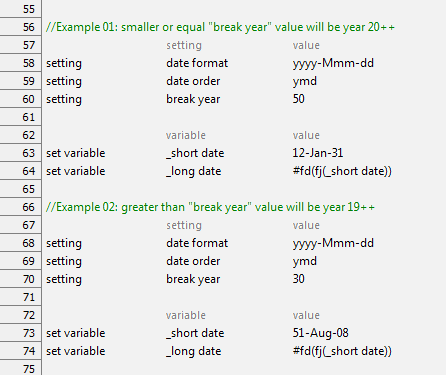 55
56 //Example 01: smaller or equal "break year" value will be year 20++
57 setting value
58 setting date format yyyy-Mmm-dd
59 setting date order ymd
60 setting break year 50
61
62 variable value
63 set variable _short date 12-Jan-31
64 set variable _long date #fd(fj(_short date))
65
66 //Example 02: greater than "break year" value will be year 19++
67 setting value
68 setting date format yyyy-Mmm-dd
69 setting date order ymd
70 setting break year 30
71
72 variable value
73 set variable _short date 51-Aug-08
74 set variable _long date #fd(fj(_short date))
75